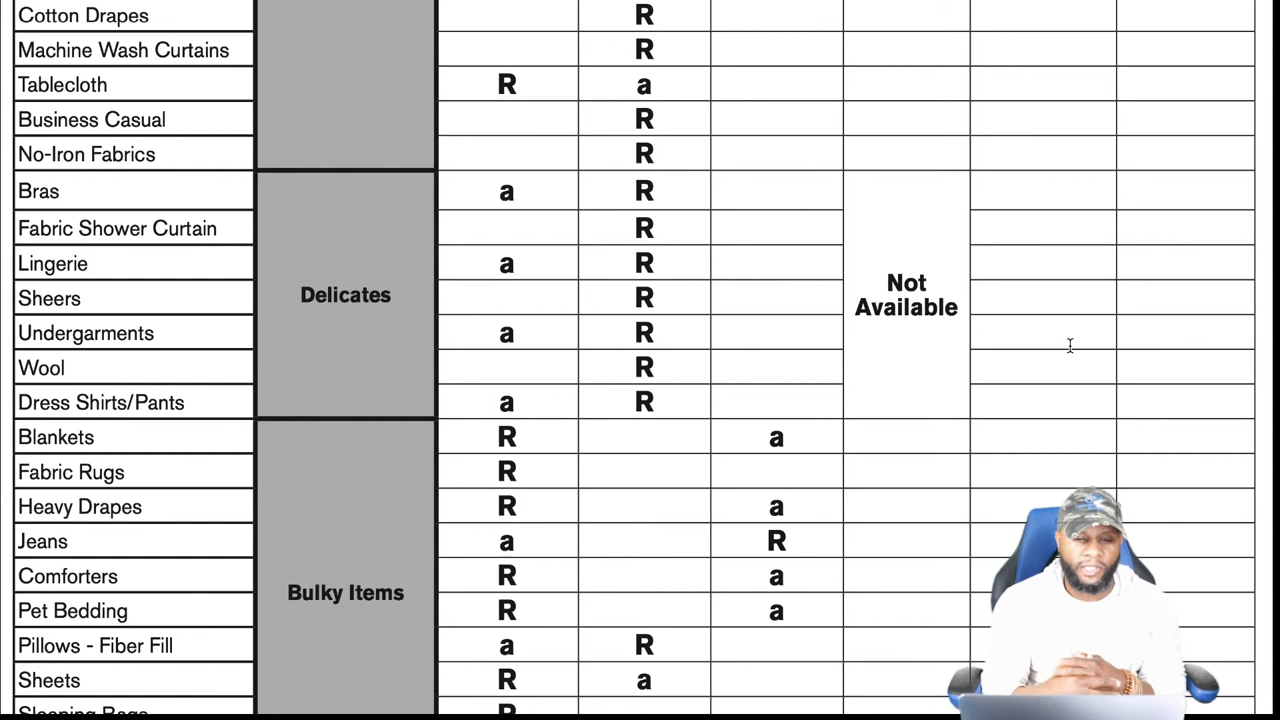 Cotton Drapes R
Machine Wash Curtains R
Tablecloth R a
Business Casual R
No-Iron Fabrics R
Bras a R
Fabric Shower Curtain R
Lingerie a R
Sheers R
Delicates
Not
Available
Undergarments a R
Wool R
Dress Shirts/Pants a R
Blankets R a
Fabric Rugs R
Heavy Drapes R a
Jeans a R
Comforters R a
Bulky Items
Pet Bedding R a
Pillows - Fiber Fill a R
Sheets R a
Sleeping Bags R